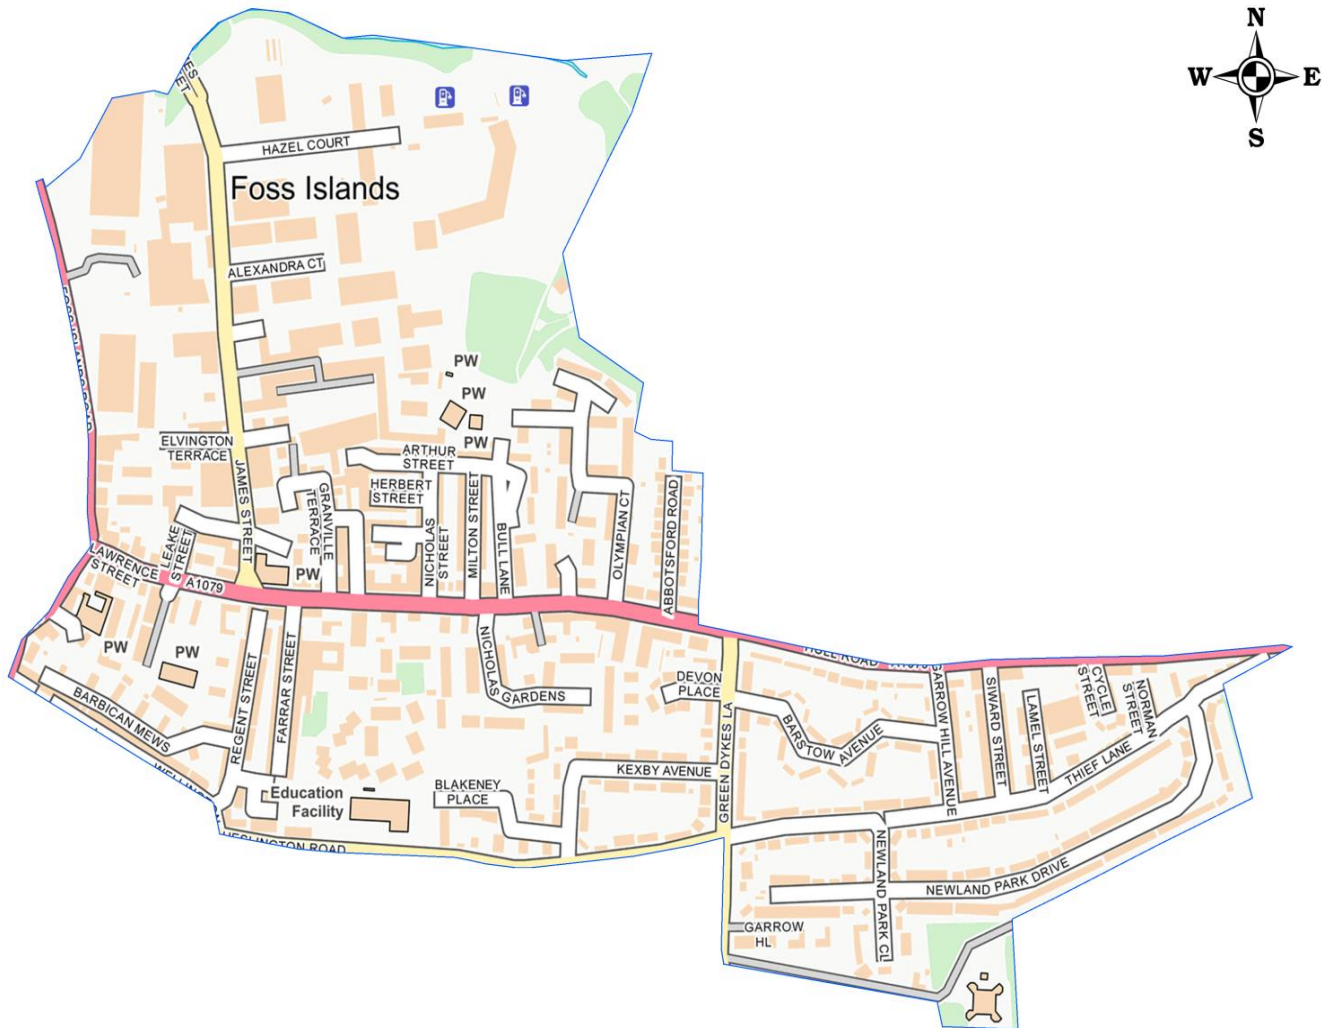 N
W E
S
HAZEL COURT
Foss Islands
ALEXANDRA CT
PW
PW
PW
ELVINGTON
TERRACE
JAMES STREET
ARTHUR
STREET
HERBERT
STREET
GRANVILLE
TERRACE
NICHOLAS
STREET
MILTON STREET
BULL LANE
OLYMPIAN CT
ABBOTSFORD ROAD
LAWRENCE
STREET
LEAKE
STREET
A1079
PW
PW
PW
BARBICAN MEWS
REGENT STREET
FARRAR STREET
NICHOLAS
GARDENS
DEVON
PLACE
GREEN DYKES LA
BARSTOW AVENUE
GARROW HILL AVENUE
SIWARD STREET
LAMEL STREET
CYCLE
STREET
NORMAN
STREET
THIEF LANE
KEXBY AVENUE
BLAKENEY
PLACE
Education
Facility
HESLINGTON ROAD
HULL ROAD
NEWLAND PARK CL
NEWLAND PARK DRIVE
GARROW
HL